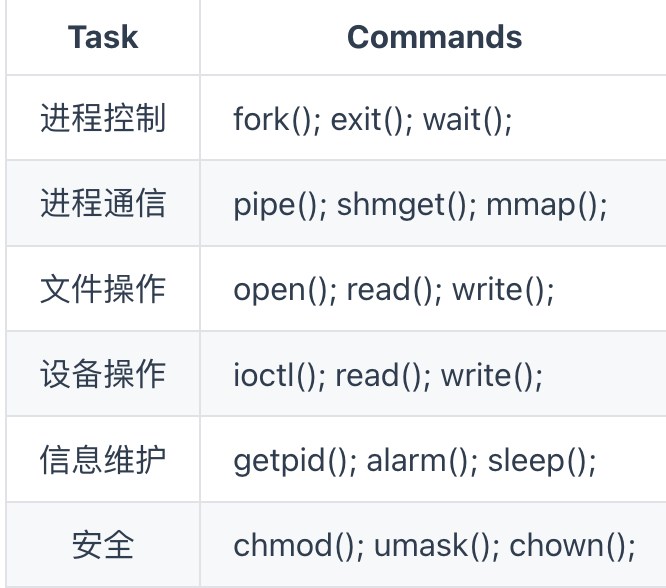 Task Commands
进程控制 fork(); exit(); wait();
进程通信 pipe(); shmget(); mmap();
文件操作 open(); read(); write();
设备操作 ioctl(); read(); write();
信息维护 getpid(); alarm(); sleep();
安全 chmod(); umask(); chown();